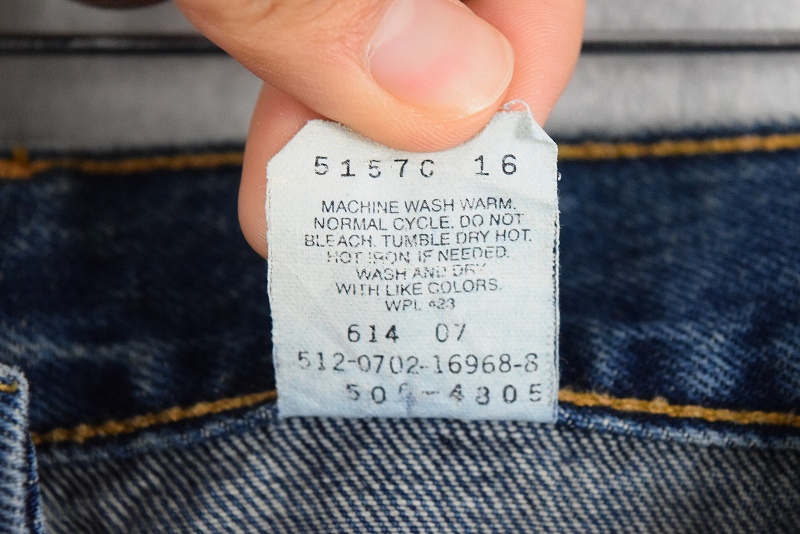 51570 16
MACHINE WASH WARM.
NORMAL CYCLE. DO NOT
BLEACH. TUMBLE DRY HOT.
HOT IRON IF NEEDED.
WASH AND DRY
WITH LIKE COLORS.
WPL 423
614 07
512-0702-16968-8